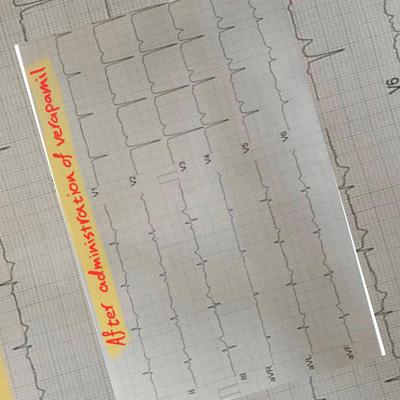 After administration of verapamil
V1
V2
V3
V4
V5
V6
II
III
aVR
aVL
aVF
V6